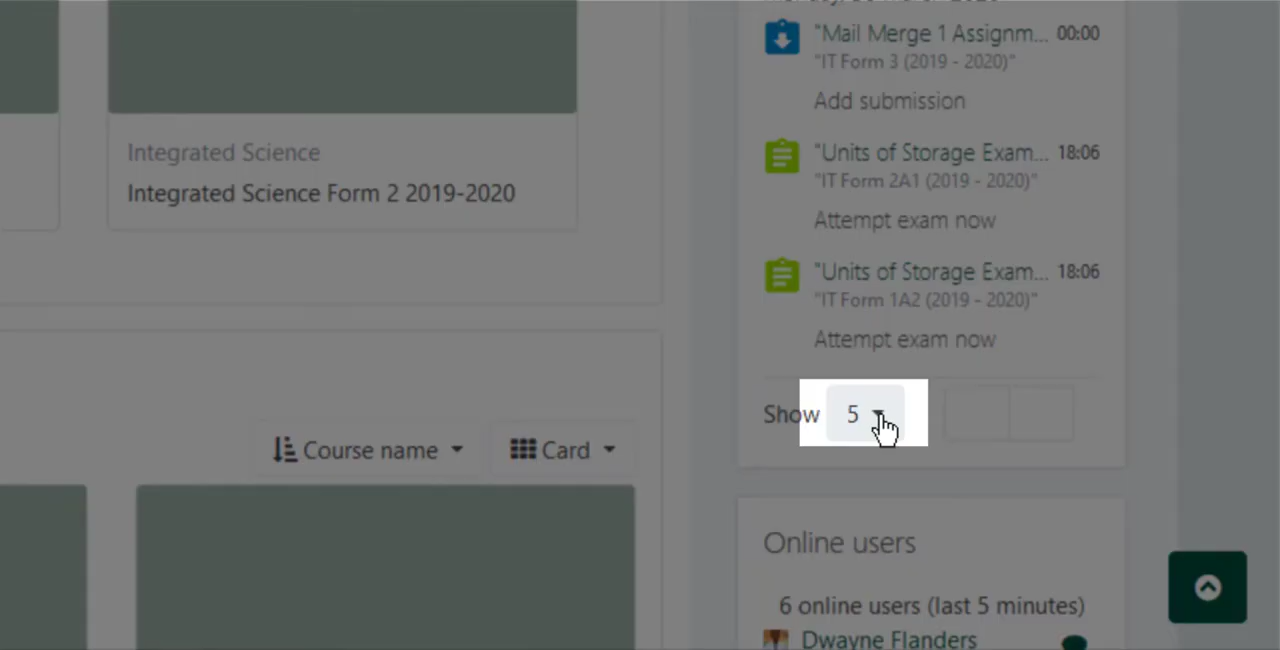 Integrated Science
Integrated Science Form 2 2019-2020
Course name
Card
"Mail Merge 1 Assignm... 00:00
"IT Form 3 (2019 - 2020)"
Add submission
"Units of Storage Exam... 18:06
"IT Form 2A1 (2019 - 2020)"
Attempt exam now
"Units of Storage Exam... 18:06
"IT Form 1A2 (2019 - 2020)"
Attempt exam now
Show 5
Online users
6 online users (last 5 minutes)
Dwayne Flanders